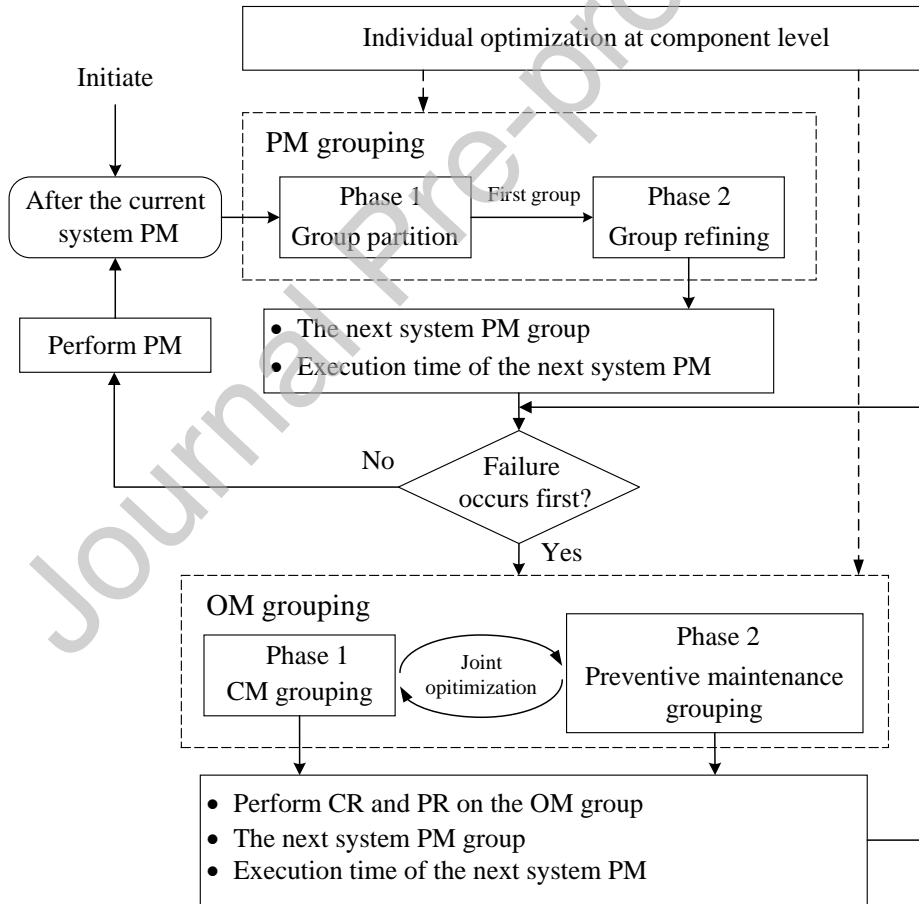 Individual optimization at component level
Initiate
PM grouping
After the current
system PM
Phase 1
Group partition
First group
Phase 2
Group refining
Perform PM
• The next system PM group
• Execution time of the next system PM
No
Failure
occurs first?
Yes
OM grouping
Phase 1
CM grouping
Joint
opitimization
Phase 2
Preventive maintenance
grouping
• Perform CR and PR on the OM group
• The next system PM group
• Execution time of the next system PM
Journal Pre-pro